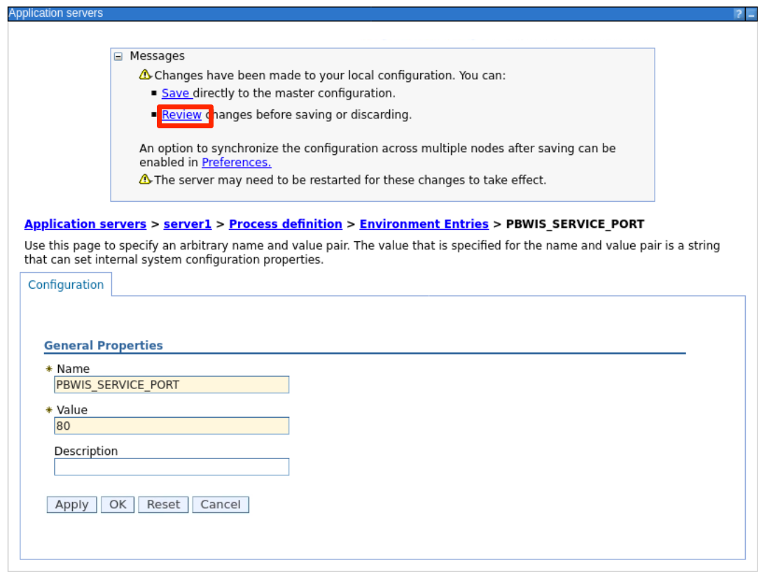 Application servers
?
Messages
Changes have been made to your local configuration. You can:
Save directly to the master configuration.
Review changes before saving or discarding.
An option to synchronize the configuration across multiple nodes after saving can be
enabled in Preferences.
The server may need to be restarted for these changes to take effect.
Application servers > server1 > Process definition > Environment Entries > PBWIS_SERVICE_PORT
Use this page to specify an arbitrary name and value pair. The value that is specified for the name and value pair is a string
that can set internal system configuration properties.
Configuration
General Properties
Name
PBWIS_SERVICE_PORT
Value
80
Description
Apply OK Reset Cancel